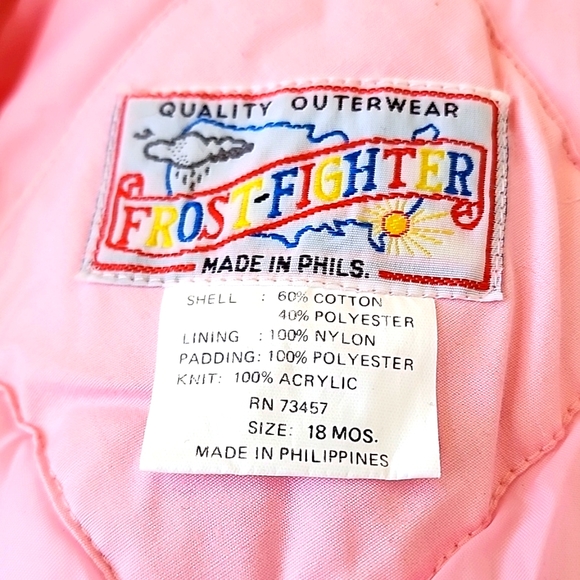 QUALITY OUTERWEAR
FROST-FIGHTER
MADE IN PHILS.
SHELL : 60% COTTON
40% POLYESTER
LINING : 100% NYLON
PADDING: 100% POLYESTER
KNIT: 100% ACRYLIC
RN 73457
SIZE: 18 MOS.
MADE IN PHILIPPINES